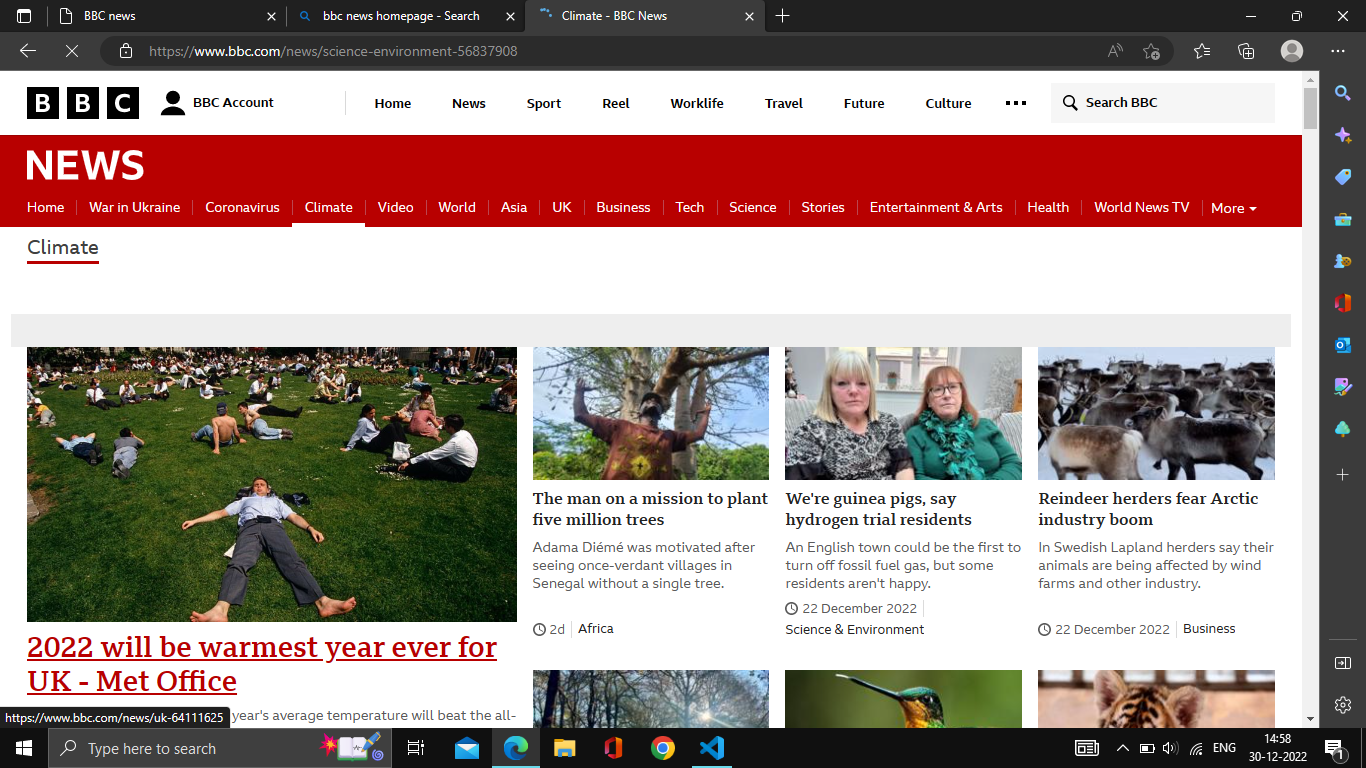 BBC news
bbc news homepage - Search
Climate - BBC News
https://www.bbc.com/news/science-environment-56837908
BBC
BBC Account
Home
News
Sport
Reel
Worklife
Travel
Future
Culture
Search BBC
NEWS
Home
War in Ukraine
Coronavirus
Climate
Video
World
Asia
UK
Business
Tech
Science
Stories
Entertainment & Arts
Health
World News TV
More
Climate
2022 will be warmest year ever for
UK - Met Office
year's average temperature will beat the all-
The man on a mission to plant
five million trees
Adama Diémé was motivated after
seeing once-verdant villages in
Senegal without a single tree.
2d
Africa
We're guinea pigs, say
hydrogen trial residents
An English town could be the first to
turn off fossil fuel gas, but some
residents aren't happy.
22 December 2022
Science & Environment
Reindeer herders fear Arctic
industry boom
In Swedish Lapland herders say their
animals are being affected by wind
farms and other industry.
22 December 2022
Business
https://www.bbc.com/news/uk-64111625
Type here to search
ENG
14:58
30-12-2022
1